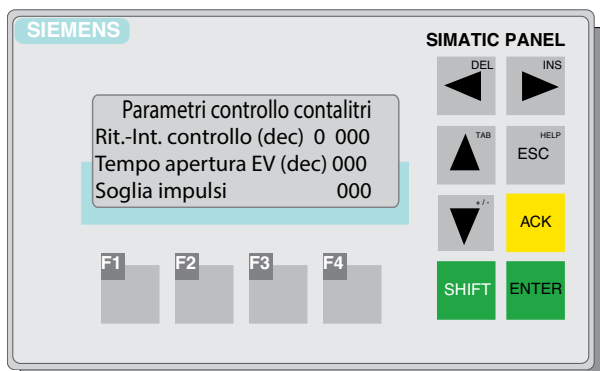 SIEMENS
SIMATIC PANEL
DEL
INS
Parametri controllo contalitri
Rit.-Int. controllo (dec) 0 000
Tempo apertura EV (dec) 000
Soglia impulsi 000
TAB
HELP
ESC
+ / -
ACK
F1 F2 F3 F4
SHIFT
ENTER